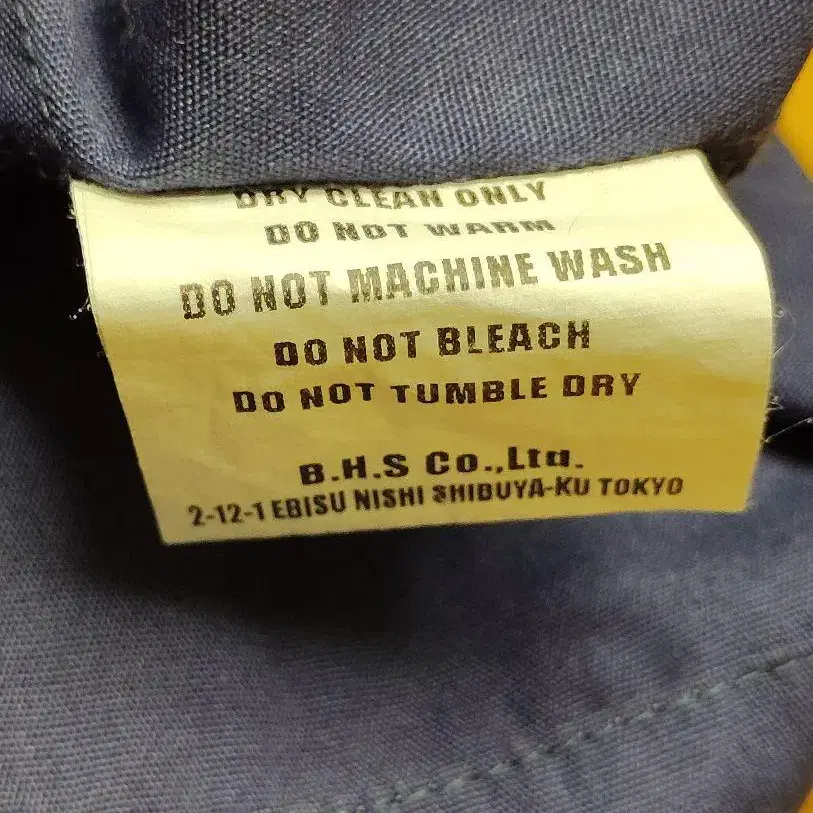 DRY CLEAN ONLY
DO NOT WARM
DO NOT MACHINE WASH
DO NOT BLEACH
DO NOT TUMBLE DRY
B.H.S Co.,Ltd.
2-12-1 EBISU NISHI SHIBUYA-KU TOKYO